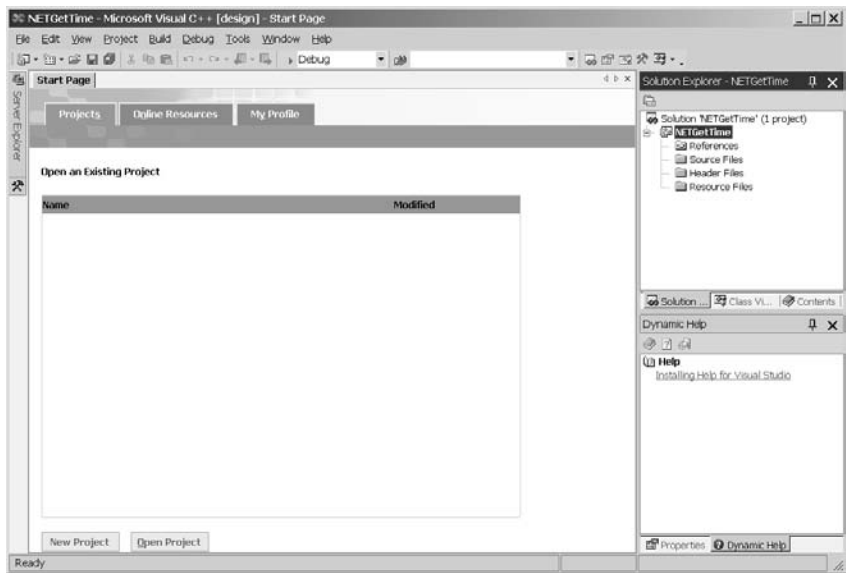 NETGetTime - Microsoft Visual C++ [design] - Start Page
File Edit View Project Build Debug Tools Window Help
Debug
Server Explorer
Start Page
Projects Online Resources My Profile
Open an Existing Project
Name Modified
New Project Open Project
Solution Explorer - NETGetTime
Solution 'NETGetTime' (1 project)
NETGetTime
References
Source Files
Header Files
Resource Files
Solution ... Class Vi... Contents
Dynamic Help
Help
Installing Help for Visual Studio
Properties Dynamic Help
Ready